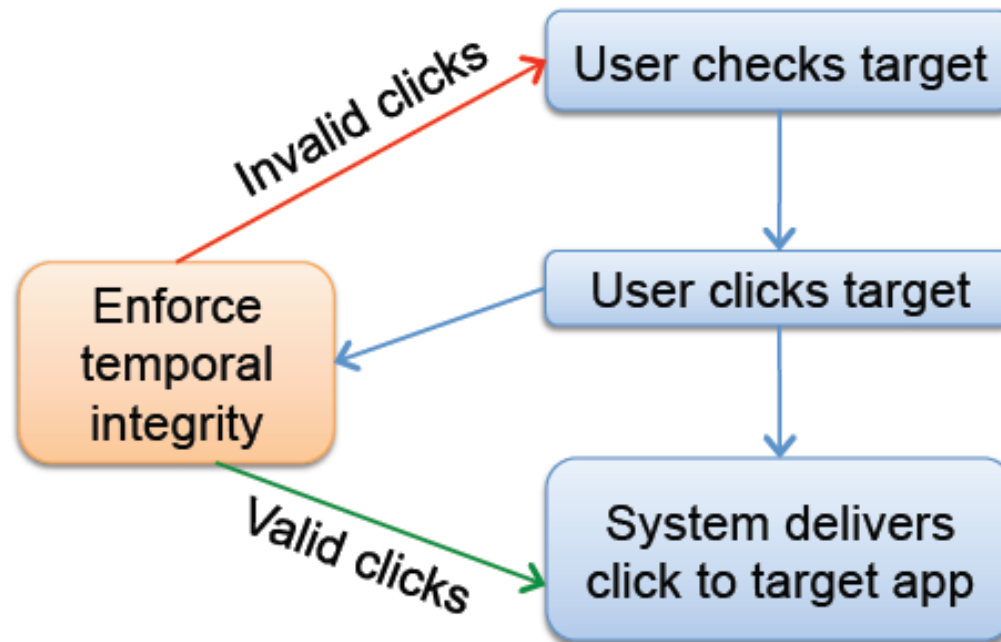 Invalid clicks
User checks target
User clicks target
Enforce
temporal
integrity
Valid clicks
System delivers
click to target app